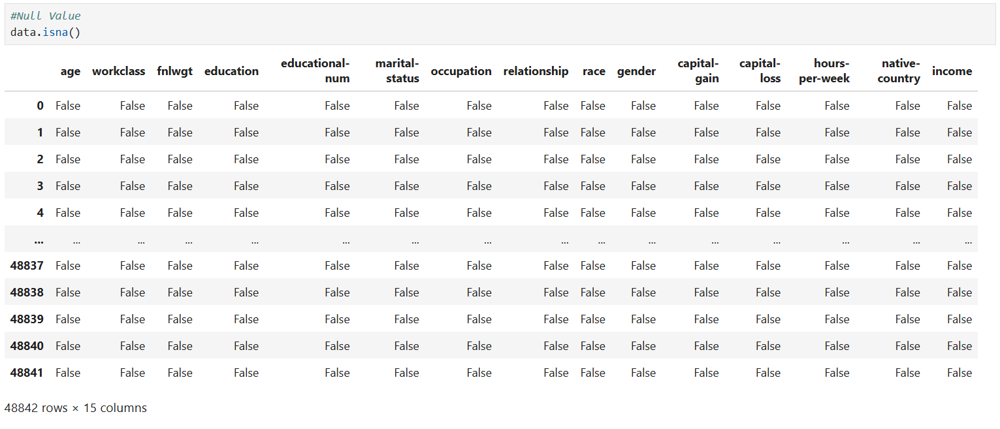 #Null Value
data.isna()
age workclass fnlwgt education educational-num marital-status occupation relationship race gender capital-gain capital-loss hours-per-week native-country income
0 False False False False False False False False False False False False False False False
1 False False False False False False False False False False False False False False False
2 False False False False False False False False False False False False False False False
3 False False False False False False False False False False False False False False False
4 False False False False False False False False False False False False False False False
... ... ... ... ... ... ... ... ... ... ... ... ... ... ... ...
48837 False False False False False False False False False False False False False False False
48838 False False False False False False False False False False False False False False False
48839 False False False False False False False False False False False False False False False
48840 False False False False False False False False False False False False False False False
48841 False False False False False False False False False False False False False False False
48842 rows × 15 columns